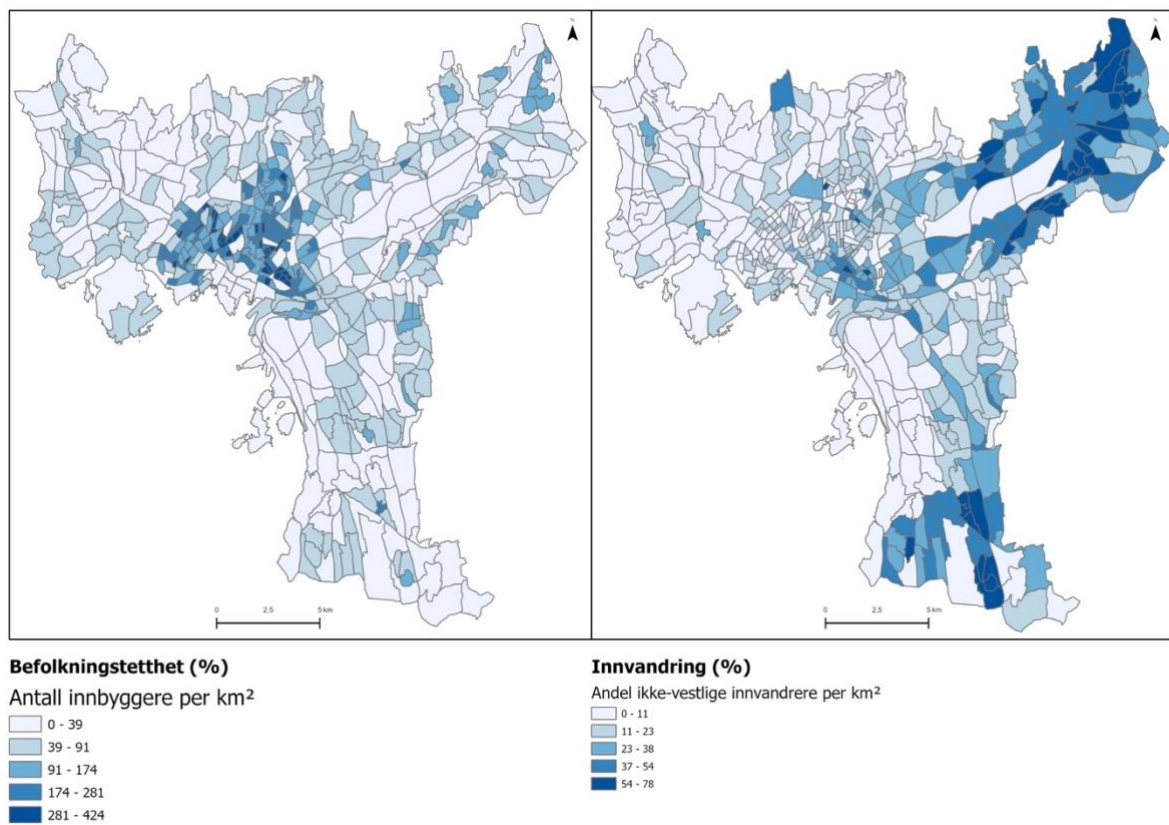 N
N
0 2,5 5 km
0 2,5 5 km
Befolkningstetthet (%)
Antall innbyggere per km²
0 - 39
39 - 91
91 - 174
174 - 281
281 - 424
Innvandring (%)
Andel ikke-vestlige innvandrere per km²
0 - 11
11 - 23
23 - 38
37 - 54
54 - 78